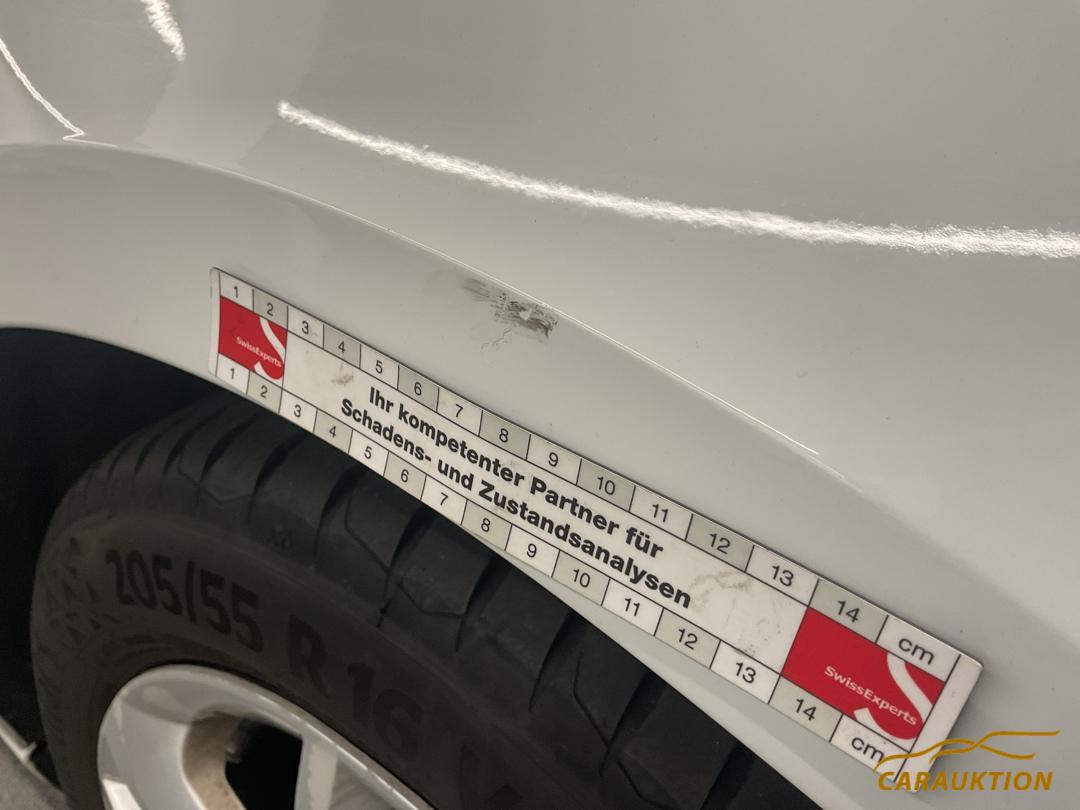 1 2 3 4 5 6 7 8 9 10 11 12 13 14 cm
SwissExperts
Ihr kompetenter Partner für
Schadens- und Zustandsanalysen
SwissExperts
1 2 3 4 5 6 7 8 9 10 11 12 13 14 cm
205/55 R 16
CARAUKTION